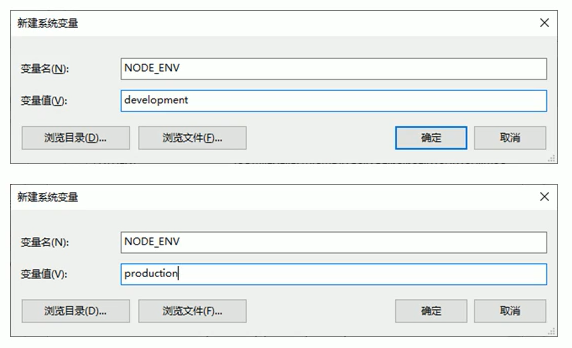 新建系统变量
变量名(N): NODE_ENV
变量值(V): development
浏览目录(D)... 浏览文件(F)... 确定 取消
新建系统变量
变量名(N): NODE_ENV
变量值(V): production
浏览目录(D)... 浏览文件(F)... 确定 取消